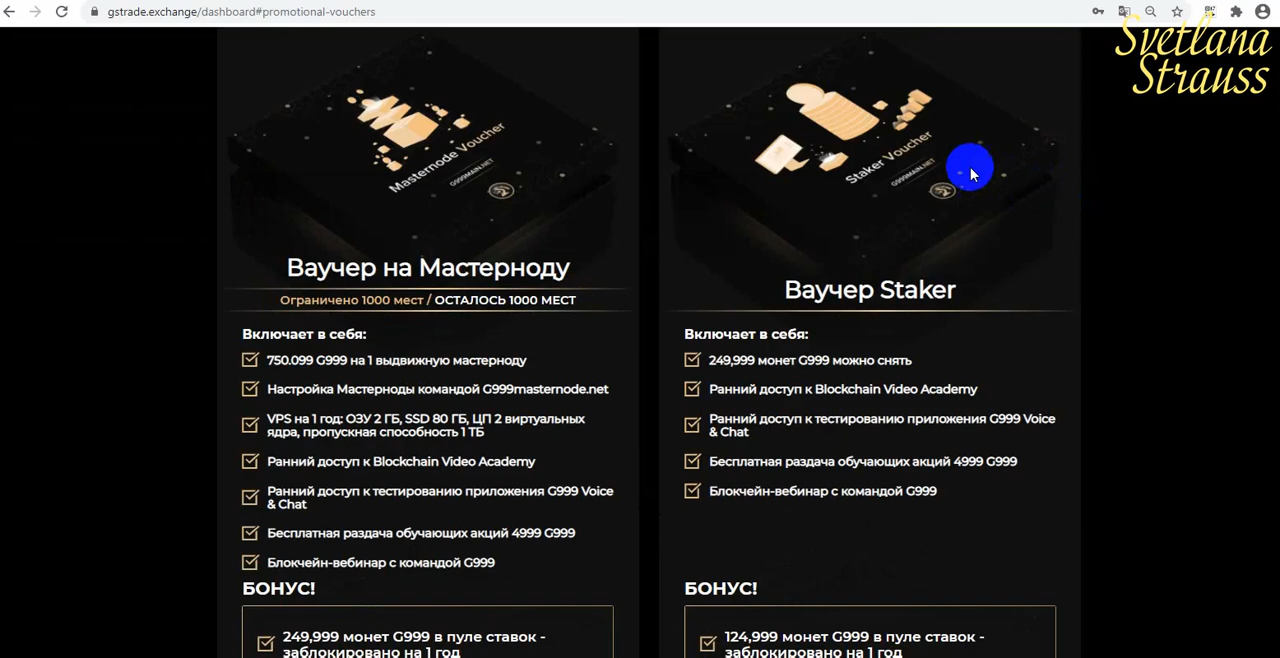 gstrade.exchange/dashboard#promotional-vouchers
Svetlana
Strauss
Masternode Voucher
G999MAIN.NET
Ваучер на Мастерноду
Ограничено 1000 мест / ОСТАЛОСЬ 1000 МЕСТ
Включает в себя:
750.099 G999 на 1 выдвижную мастерноду
Настройка Мастерноды командой G999masternode.net
VPS на 1 год: ОЗУ 2 ГБ, SSD 80 ГБ, ЦП 2 виртуальных
ядра, пропускная способность 1 ТБ
Ранний доступ к Blockchain Video Academy
Ранний доступ к тестированию приложения G999 Voice
& Chat
Бесплатная раздача обучающих акций 4999 G999
Блокчейн-вебинар с командой G999
БОНУС!
249,999 монет G999 в пуле ставок -
заблокировано на 1 год
Staker Voucher
G999MAIN.NET
Ваучер Staker
Включает в себя:
249,999 монет G999 можно снять
Ранний доступ к Blockchain Video Academy
Ранний доступ к тестированию приложения G999 Voice
& Chat
Бесплатная раздача обучающих акций 4999 G999
Блокчейн-вебинар с командой G999
БОНУС!
124,999 монет G999 в пуле ставок -
заблокировано на 1 год